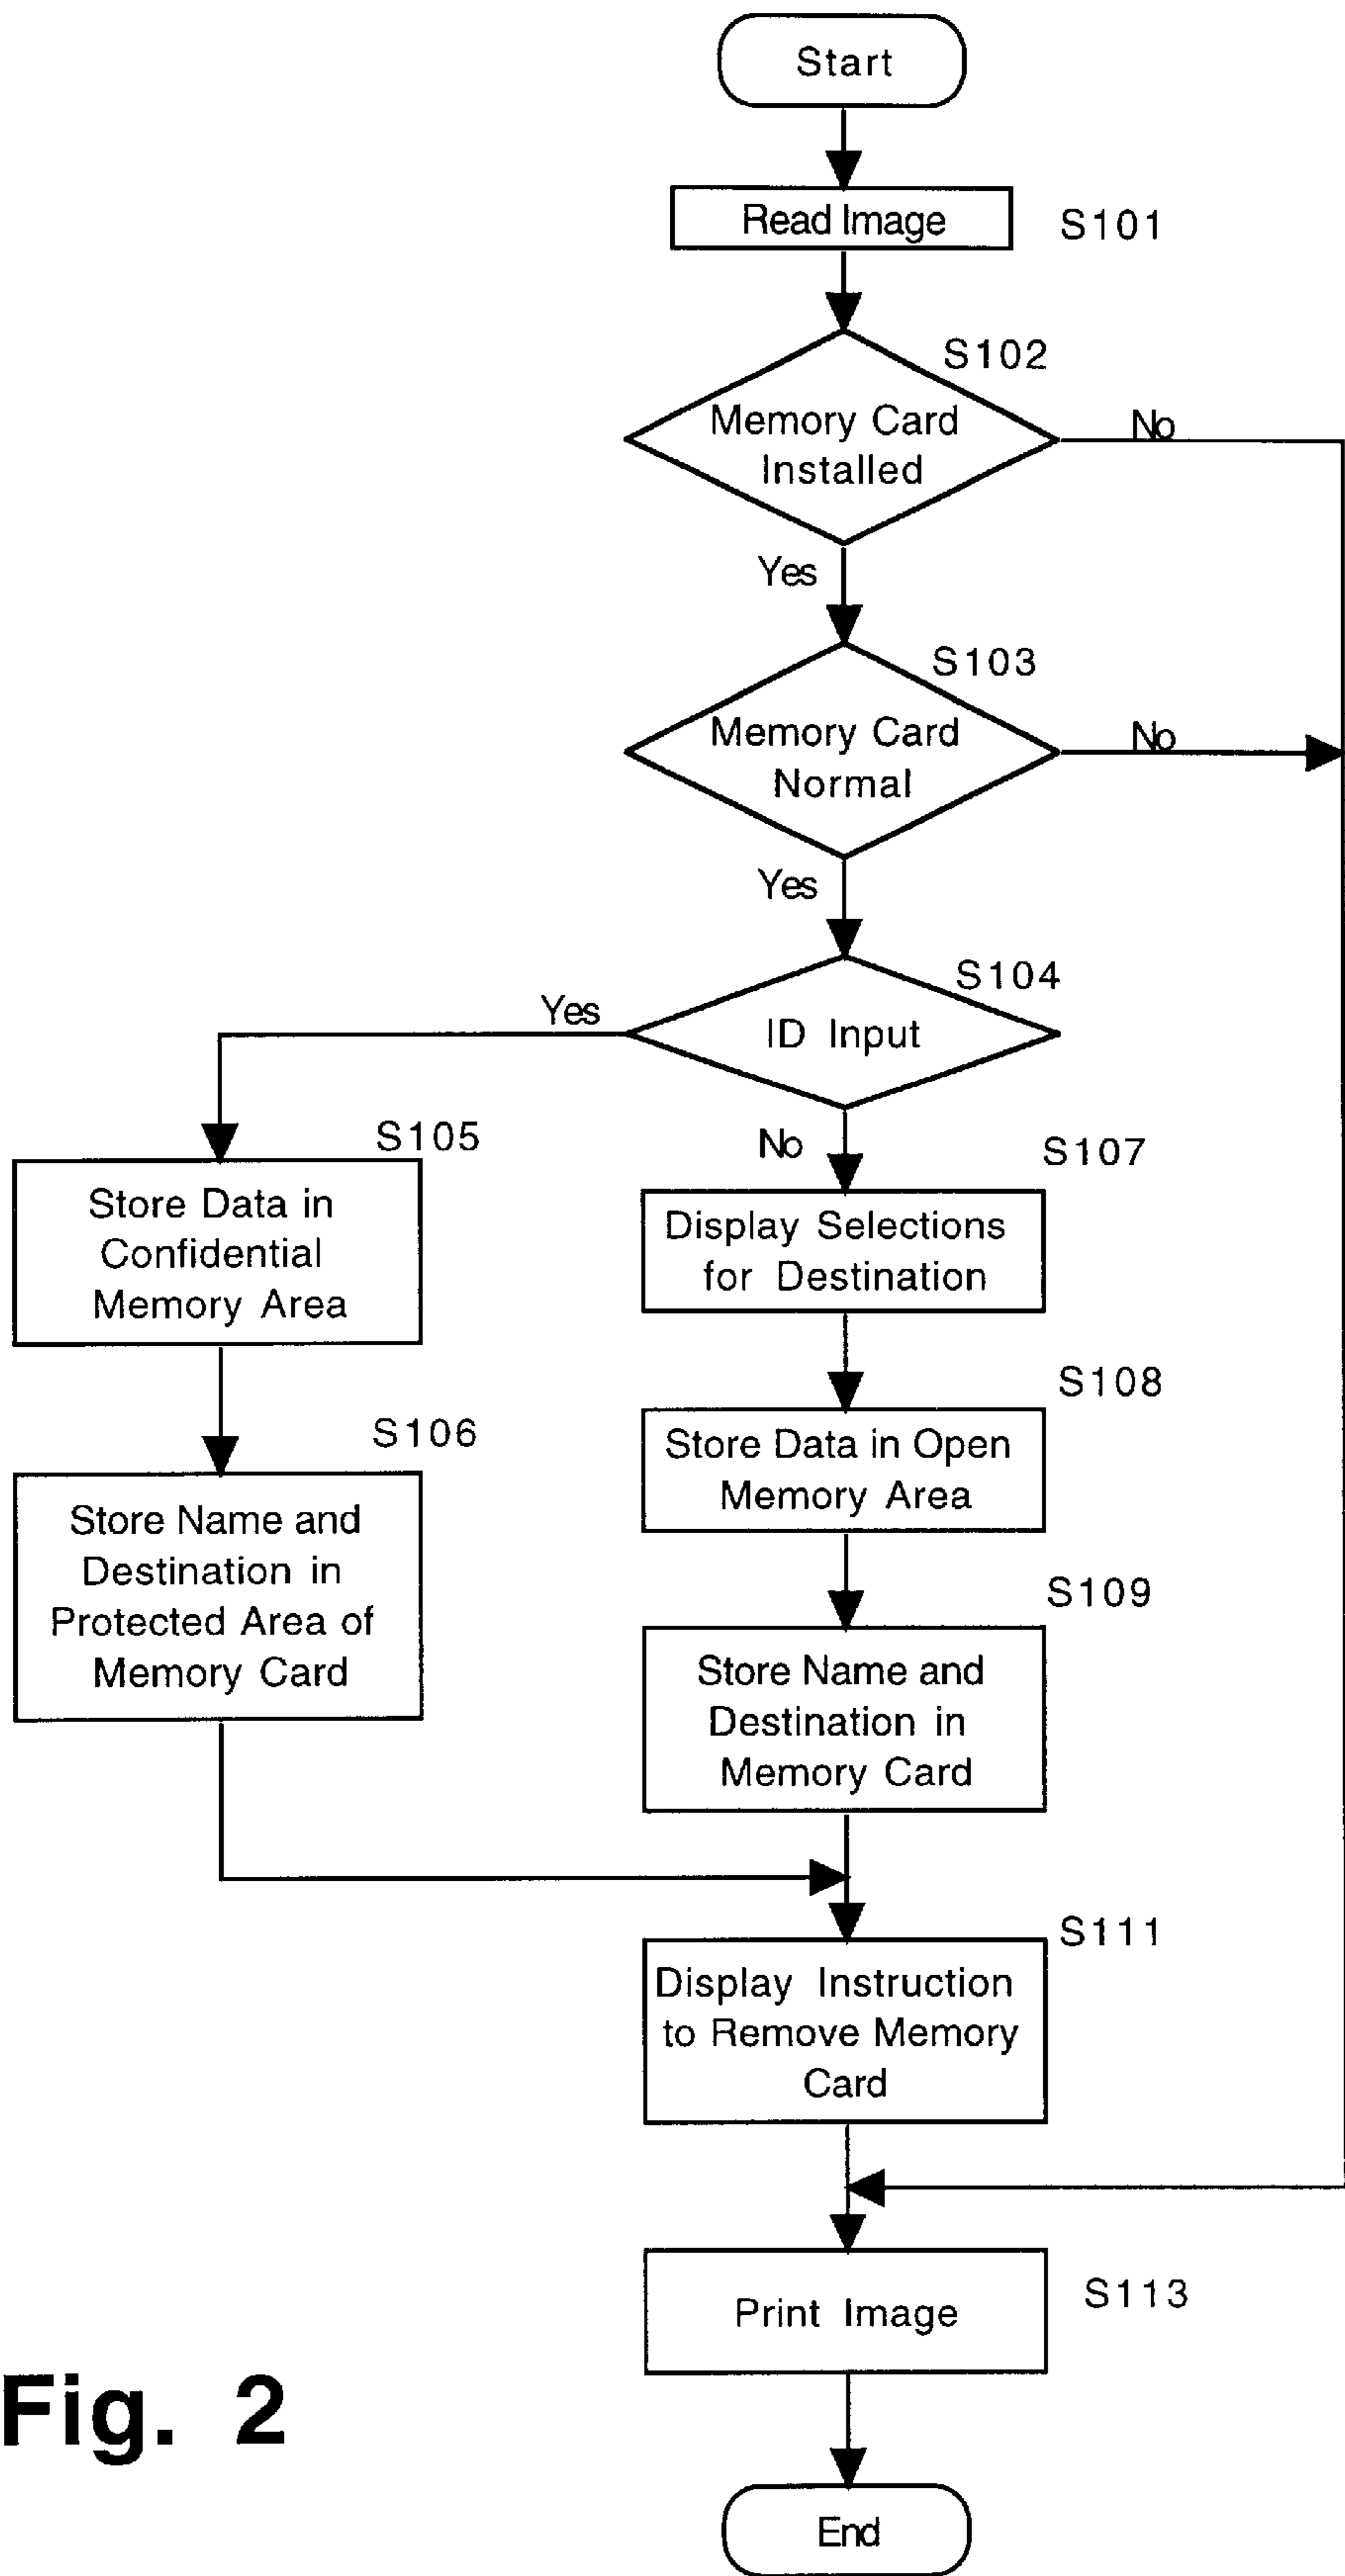 Start
Read Image
S101
S102
Memory Card
Installed
No
Yes
S103
Memory Card
Normal
No
Yes
S104
ID Input
Yes
No
S105
Store Data in
Confidential
Memory Area
S106
Store Name and
Destination in
Protected Area of
Memory Card
S107
Display Selections
for Destination
S108
Store Data in Open
Memory Area
S109
Store Name and
Destination in
Memory Card
S111
Display Instruction
to Remove Memory
Card
S113
Print Image
End
Fig. 2